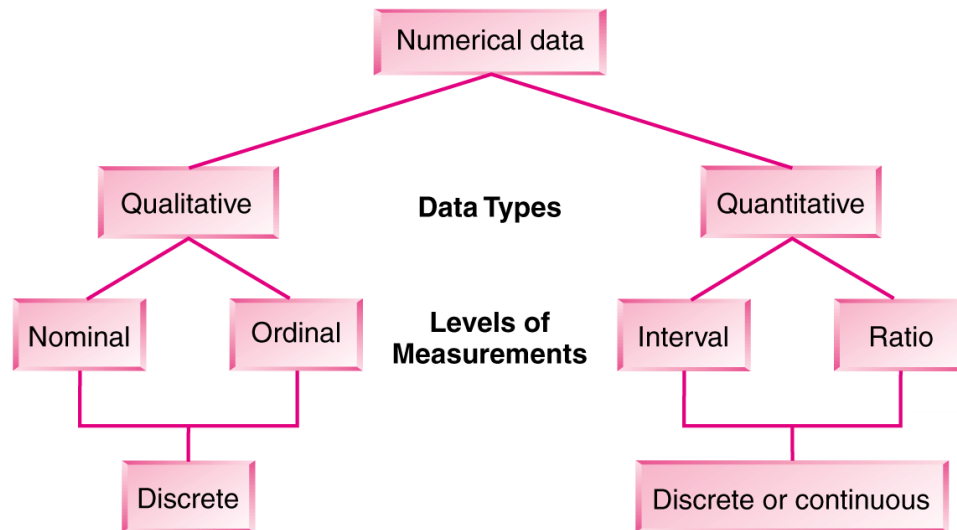 Numerical data
Qualitative
Data Types
Quantitative
Nominal
Ordinal
Levels of
Measurements
Interval
Ratio
Discrete
Discrete or continuous